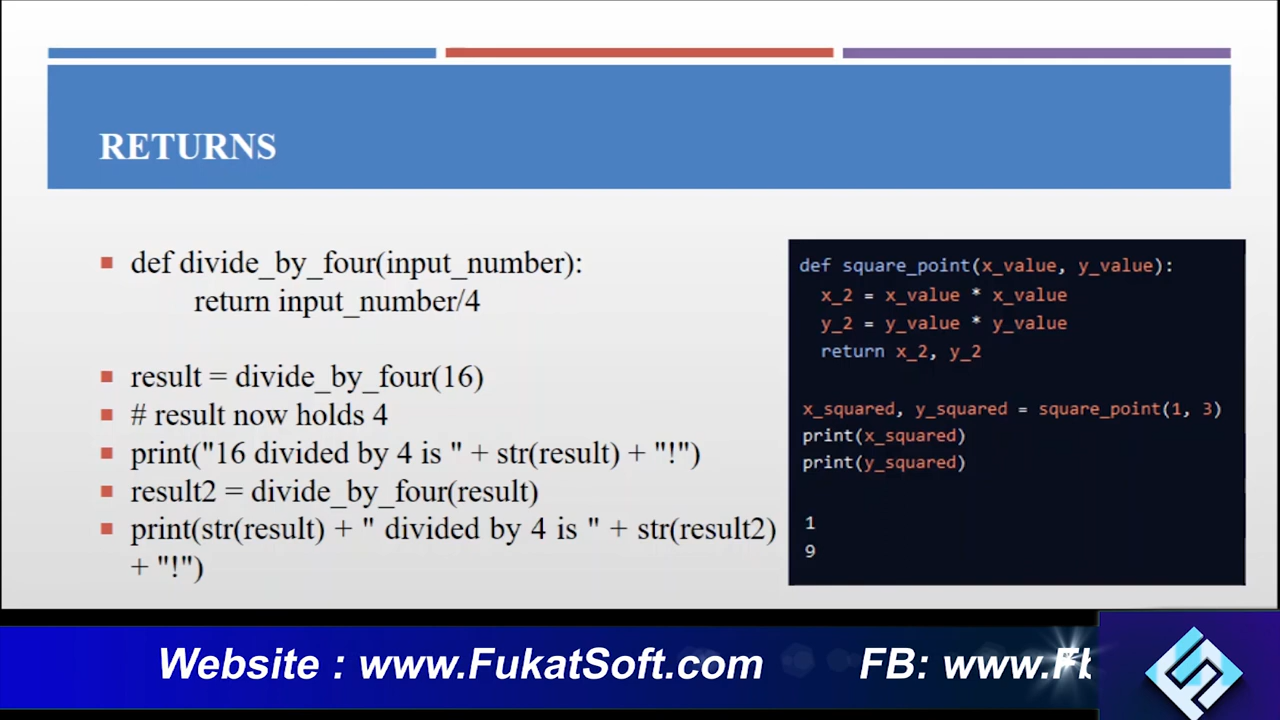 RETURNS
def divide_by_four(input_number):
return input_number/4
result = divide_by_four(16)
# result now holds 4
print("16 divided by 4 is " + str(result) + "!")
result2 = divide_by_four(result)
print(str(result) + " divided by 4 is " + str(result2)
+ "!")
def square_point(x_value, y_value):
x_2 = x_value * x_value
y_2 = y_value * y_value
return x_2, y_2
x_squared, y_squared = square_point(1, 3)
print(x_squared)
print(y_squared)
1
9
Website : www.FukatSoft.com FB: www.Fb